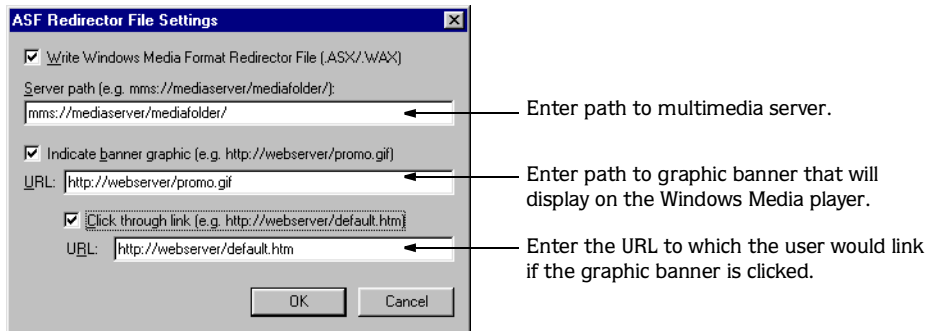 ASF Redirector File Settings
Write Windows Media Format Redirector File (.ASX/.WAX)
Server path (e.g. mms://mediaserver/mediafolder/):
mms://mediaserver/mediafolder/
Enter path to multimedia server.
Indicate banner graphic (e.g. http://webserver/promo.gif)
URL: http://webserver/promo.gif
Enter path to graphic banner that will
display on the Windows Media player.
Click through link (e.g. http://webserver/default.htm)
URL: http://webserver/default.htm
Enter the URL to which the user would link
if the graphic banner is clicked.
OK Cancel